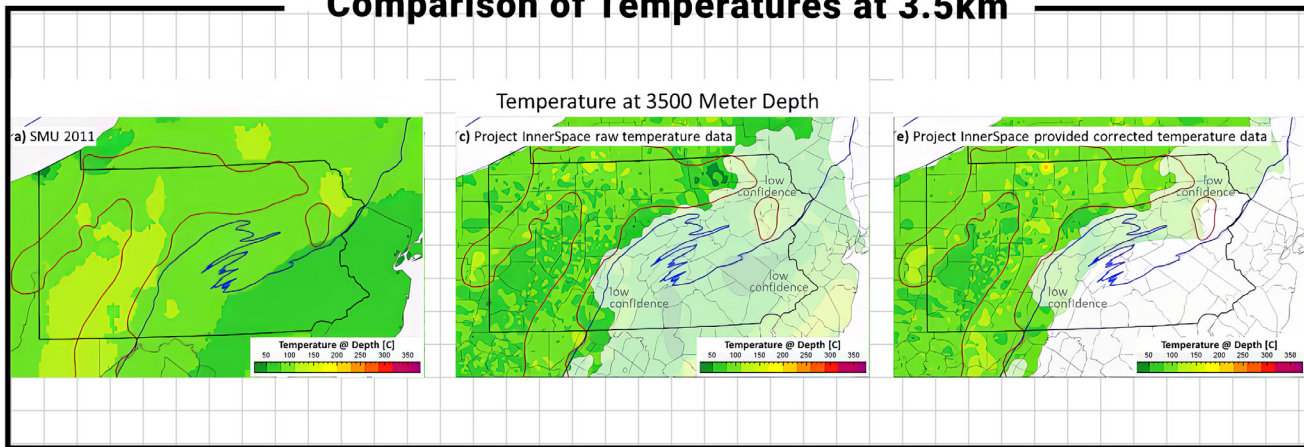 Comparison of Temperatures at 3.5km
Temperature at 3500 Meter Depth
a) SMU 2011
c) Project InnerSpace raw temperature data
e) Project InnerSpace provided corrected temperature data
low
confidence
low
confidence
low
confidence
low
confidence
low
confidence
Temperature @ Depth [C]
50 100 150 200 250 300 350
Temperature @ Depth [C]
50 100 150 200 250 300 350
Temperature @ Depth [C]
50 100 150 200 250 300 350